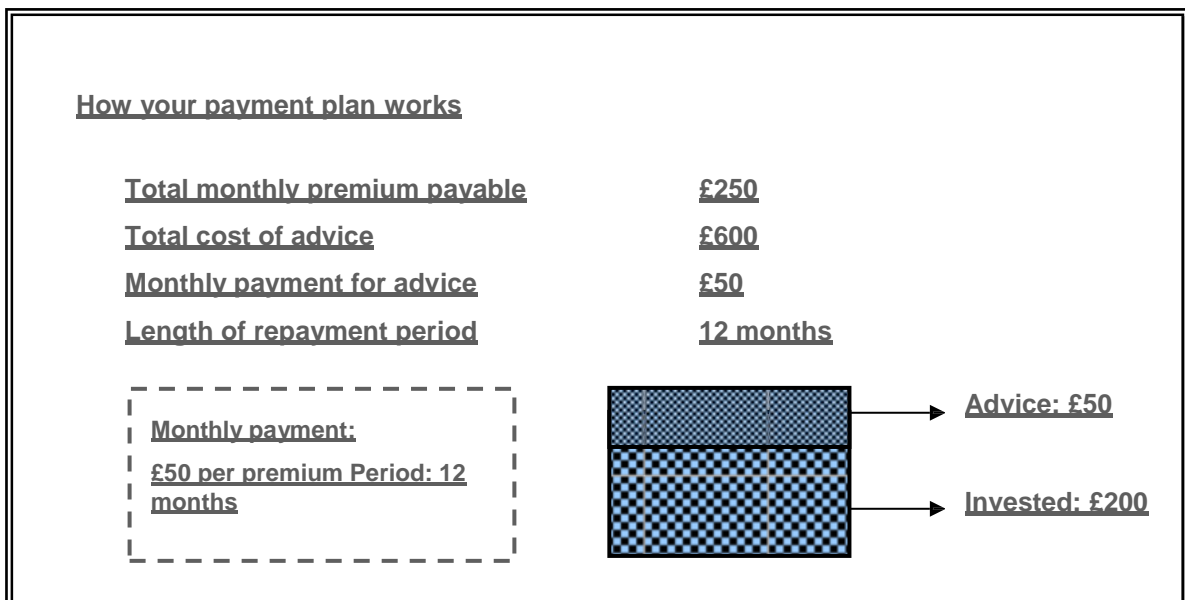 How your payment plan works
Total monthly premium payable £250
Total cost of advice £600
Monthly payment for advice £50
Length of repayment period 12 months
Monthly payment:
£50 per premium Period: 12
months
Advice: £50
Invested: £200